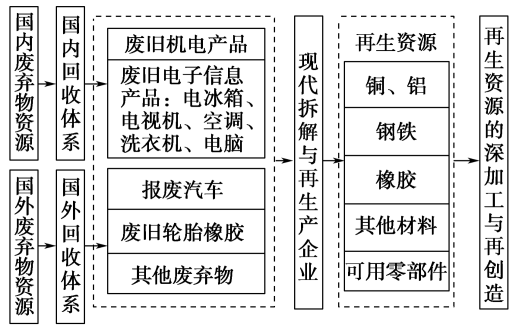 国内废弃物资源
国内回收体系
废旧机电产品
废旧电子信息
产品：电冰箱、
电视机、空调、
洗衣机、电脑
国外废弃物资源
国外回收体系
报废汽车
废旧轮胎橡胶
其他废弃物
现代拆解与再生产企业
再生资源
铜、铝
钢铁
橡胶
其他材料
可用零部件
再生资源的深加工与再创造